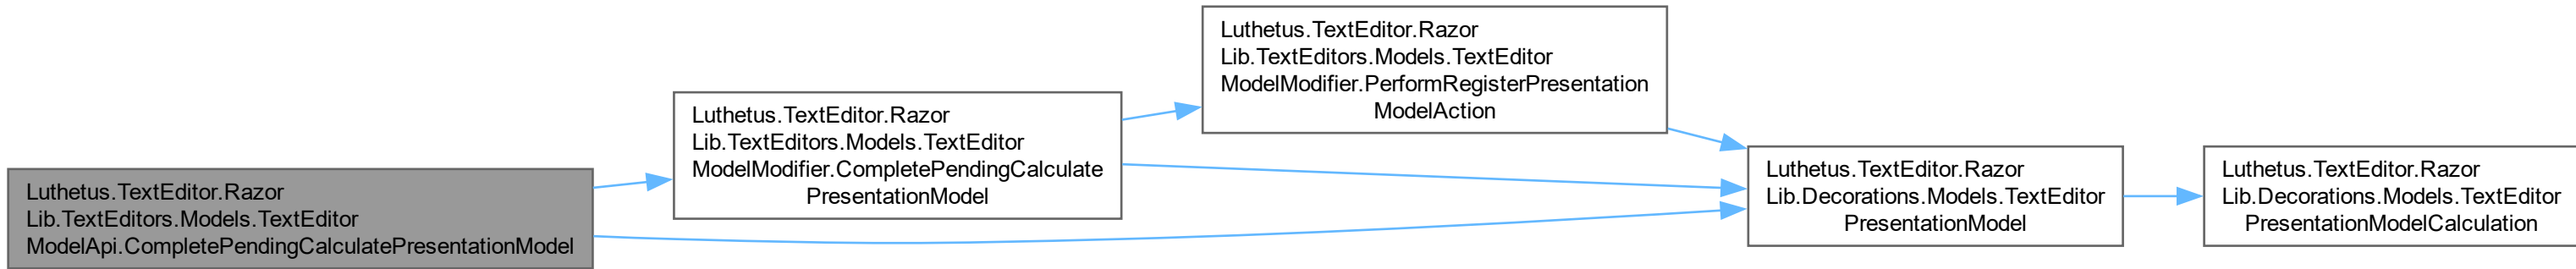 Luthetus.TextEditor.Razor
Lib.TextEditors.Models.TextEditor
ModelApi.CompletePendingCalculatePresentationModel
Luthetus.TextEditor.Razor
Lib.TextEditors.Models.TextEditor
ModelModifier.CompletePendingCalculate
PresentationModel
Luthetus.TextEditor.Razor
Lib.TextEditors.Models.TextEditor
ModelModifier.PerformRegisterPresentation
ModelAction
Luthetus.TextEditor.Razor
Lib.Decorations.Models.TextEditor
PresentationModel
Luthetus.TextEditor.Razor
Lib.Decorations.Models.TextEditor
PresentationModelCalculation